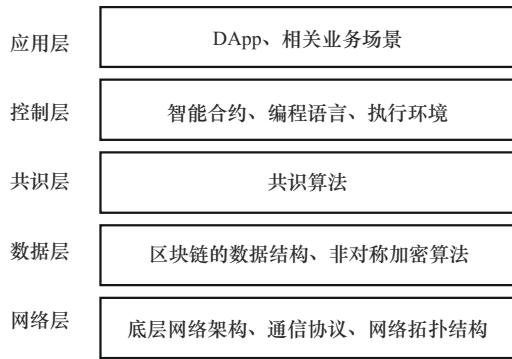 应用层
DApp、相关业务场景
控制层
智能合约、编程语言、执行环境
共识层
共识算法
数据层
区块链的数据结构、非对称加密算法
网络层
底层网络架构、通信协议、网络拓扑结构